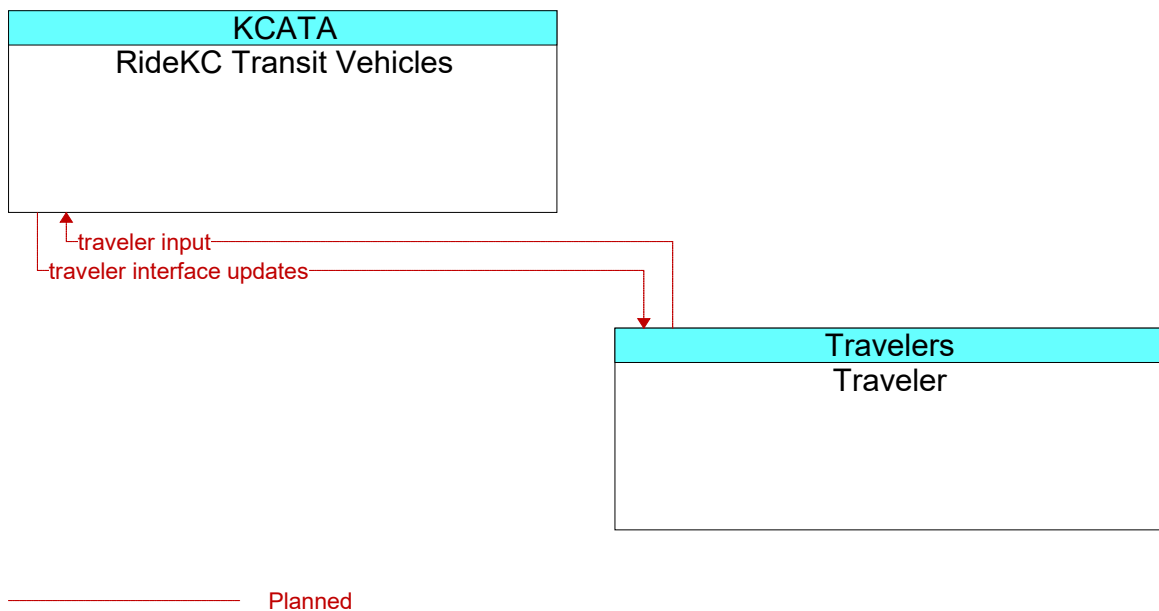 KCATA
RideKC Transit Vehicles
traveler input
traveler interface updates
Travelers
Traveler
Planned